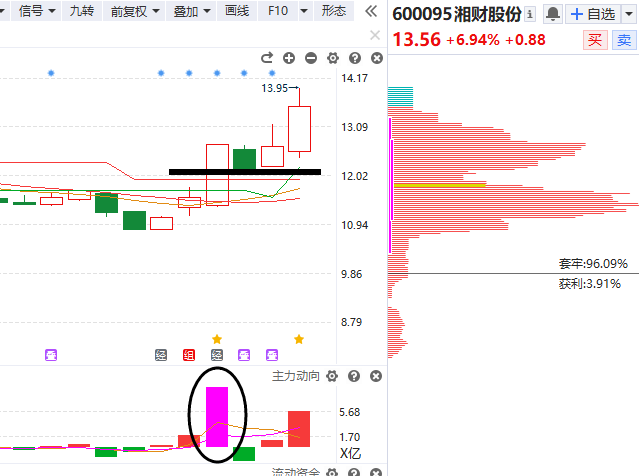 信号 九转 前复权 叠加 画线 F10 形态
600095湘财股份 自选
13.56 +6.94% +0.88 买 卖
13.95
14.17
13.09
12.02
10.94
9.86
8.79
套牢:96.09%
获利:3.91%
经 组 经
主力动向
5.68
1.70
X亿
流动资金